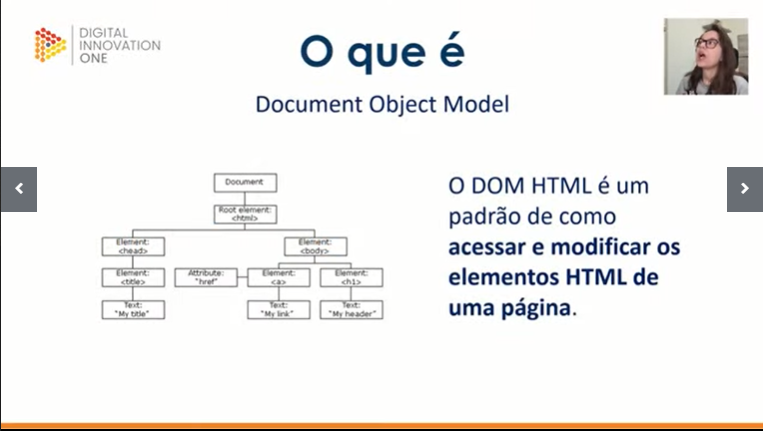 DIGITAL
INNOVATION
ONE
O que é
Document Object Model
Document
Root element:
<html>
Element:
<head>
Element:
<body>
Element:
<title>
Attribute:
"href"
Element:
<a>
Element:
<h1>
Text:
"My title"
Text:
"My link"
Text:
"My header"
O DOM HTML é um
padrão de como
acessar e modificar os
elementos HTML de
uma página.